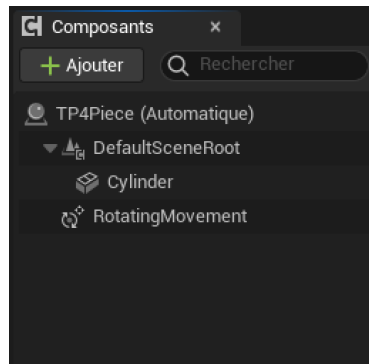 Composants
Ajouter
Rechercher
TP4Piece (Automatique)
DefaultSceneRoot
Cylinder
RotatingMovement